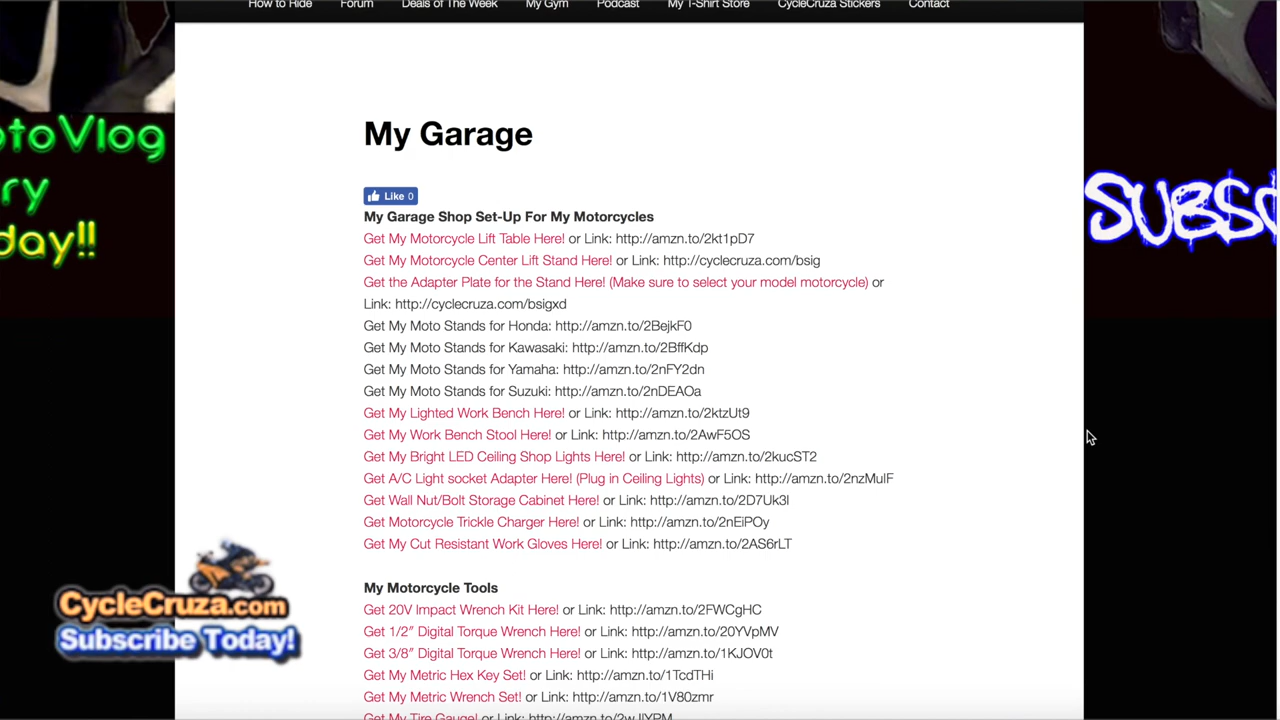 How to Ride Forum Deals of The Week My Gym Podcast My T-Shirt Store CycleCruza Stickers Contact
My Garage
Like 0
My Garage Shop Set-Up For My Motorcycles
Get My Motorcycle Lift Table Here! or Link: http://amzn.to/2kt1pD7
Get My Motorcycle Center Lift Stand Here! or Link: http://cyclecruza.com/bsig
Get the Adapter Plate for the Stand Here! (Make sure to select your model motorcycle) or
Link: http://cyclecruza.com/bsigxd
Get My Moto Stands for Honda: http://amzn.to/2BejkF0
Get My Moto Stands for Kawasaki: http://amzn.to/2BffKdp
Get My Moto Stands for Yamaha: http://amzn.to/2nFY2dn
Get My Moto Stands for Suzuki: http://amzn.to/2nDEAOa
Get My Lighted Work Bench Here! or Link: http://amzn.to/2ktzUt9
Get My Work Bench Stool Here! or Link: http://amzn.to/2AwF5OS
Get My Bright LED Ceiling Shop Lights Here! or Link: http://amzn.to/2kucST2
Get A/C Light socket Adapter Here! (Plug in Ceiling Lights) or Link: http://amzn.to/2nzMulF
Get Wall Nut/Bolt Storage Cabinet Here! or Link: http://amzn.to/2D7Uk3l
Get Motorcycle Trickle Charger Here! or Link: http://amzn.to/2nEiPOy
Get My Cut Resistant Work Gloves Here! or Link: http://amzn.to/2AS6rLT
My Motorcycle Tools
Get 20V Impact Wrench Kit Here! or Link: http://amzn.to/2FWCgHC
Get 1/2″ Digital Torque Wrench Here! or Link: http://amzn.to/20YVpMV
Get 3/8″ Digital Torque Wrench Here! or Link: http://amzn.to/1KJOV0t
Get My Metric Hex Key Set! or Link: http://amzn.to/1TcdTHi
Get My Metric Wrench Set! or Link: http://amzn.to/1V80zmr
Get My Tire Gauge! or Link:
otoVlog
ry
day!!
SUBSC
CycleCruza.com
Subscribe Today!